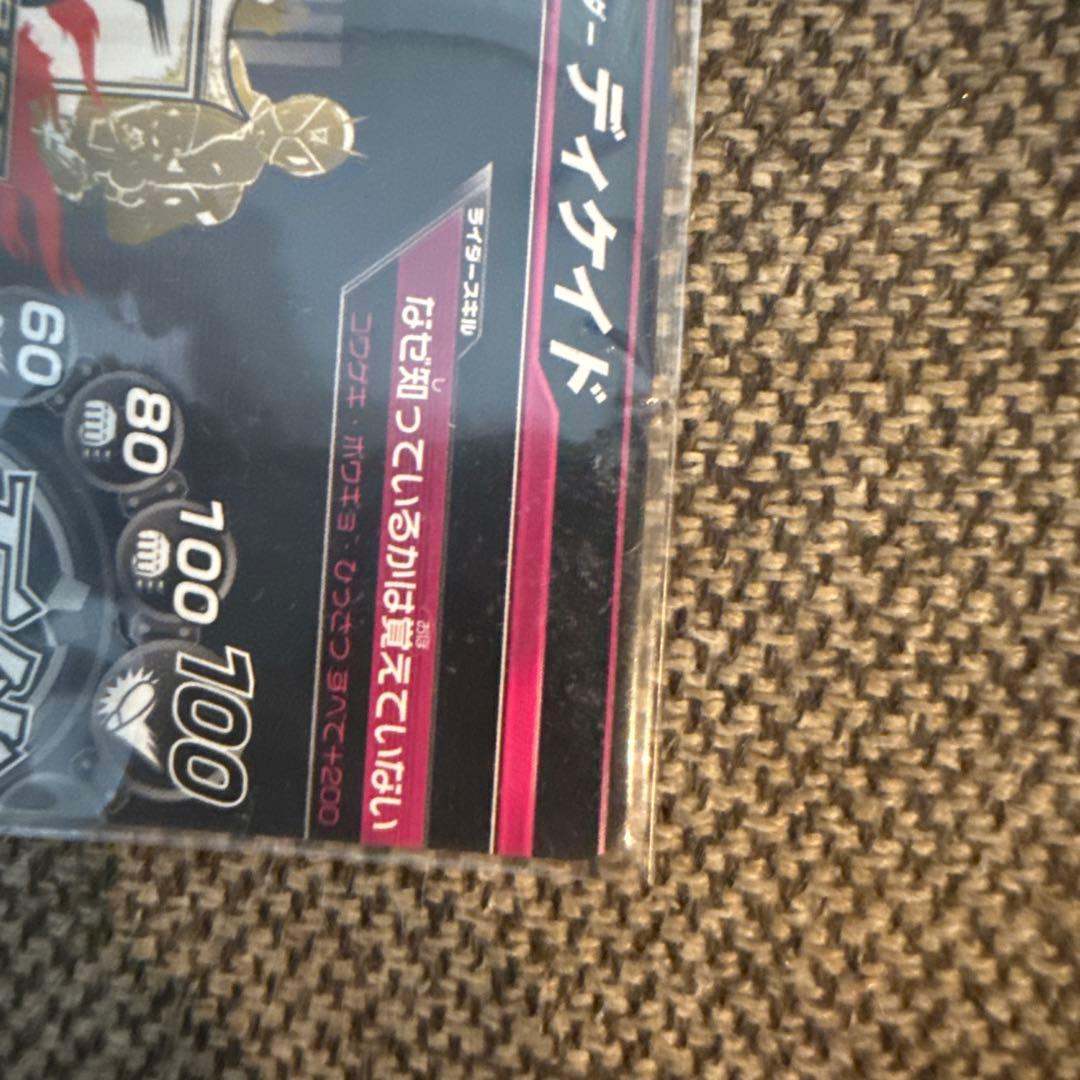 ダー ディケイド
ライダースキル
なぜ知っているかは覚えていない
コウゲキ・ボウギョ・ひっさつ すべて+200
60
80
100
100